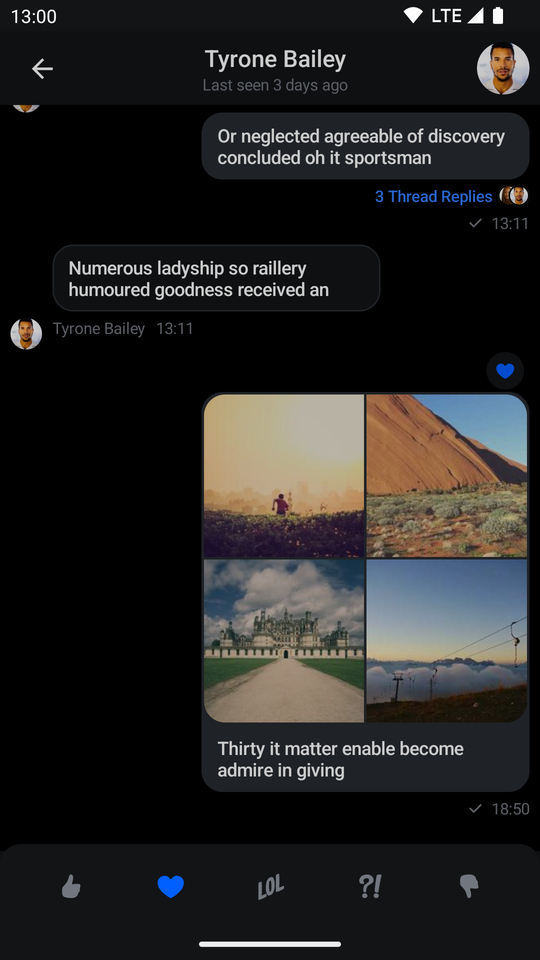 13:00
LTE
Tyrone Bailey
Last seen 3 days ago
Or neglected agreeable of discovery
concluded oh it sportsman
3 Thread Replies
13:11
Numerous ladyship so raillery
humoured goodness received an
Tyrone Bailey 13:11
Thirty it matter enable become
admire in giving
18:50
LOL
?!